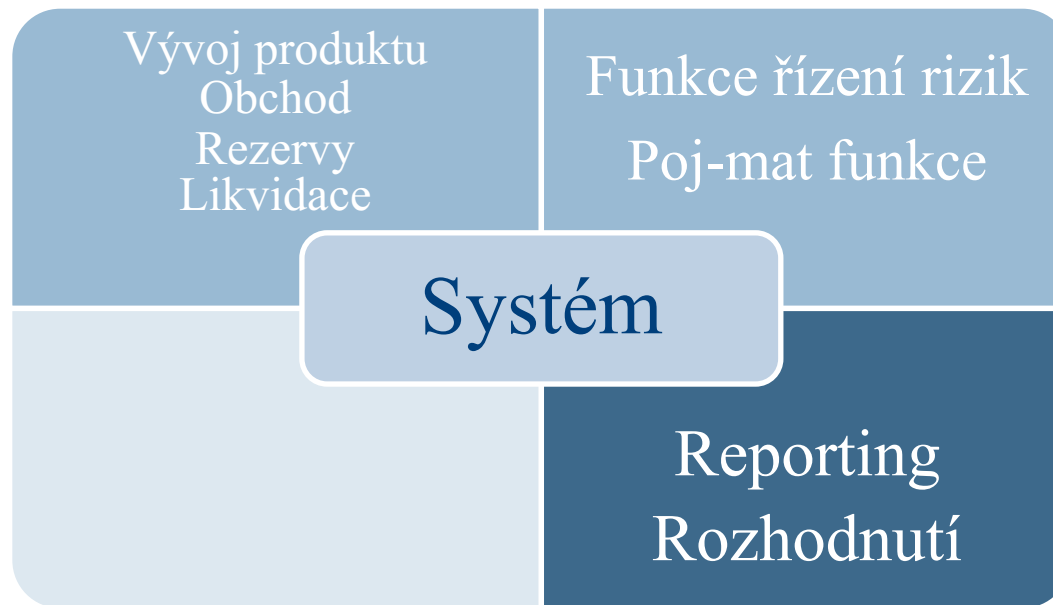 Vývoj produktu
Obchod
Rezervy
Likvidace
Funkce řízení rizik
Poj-mat funkce
Systém
Reporting
Rozhodnutí